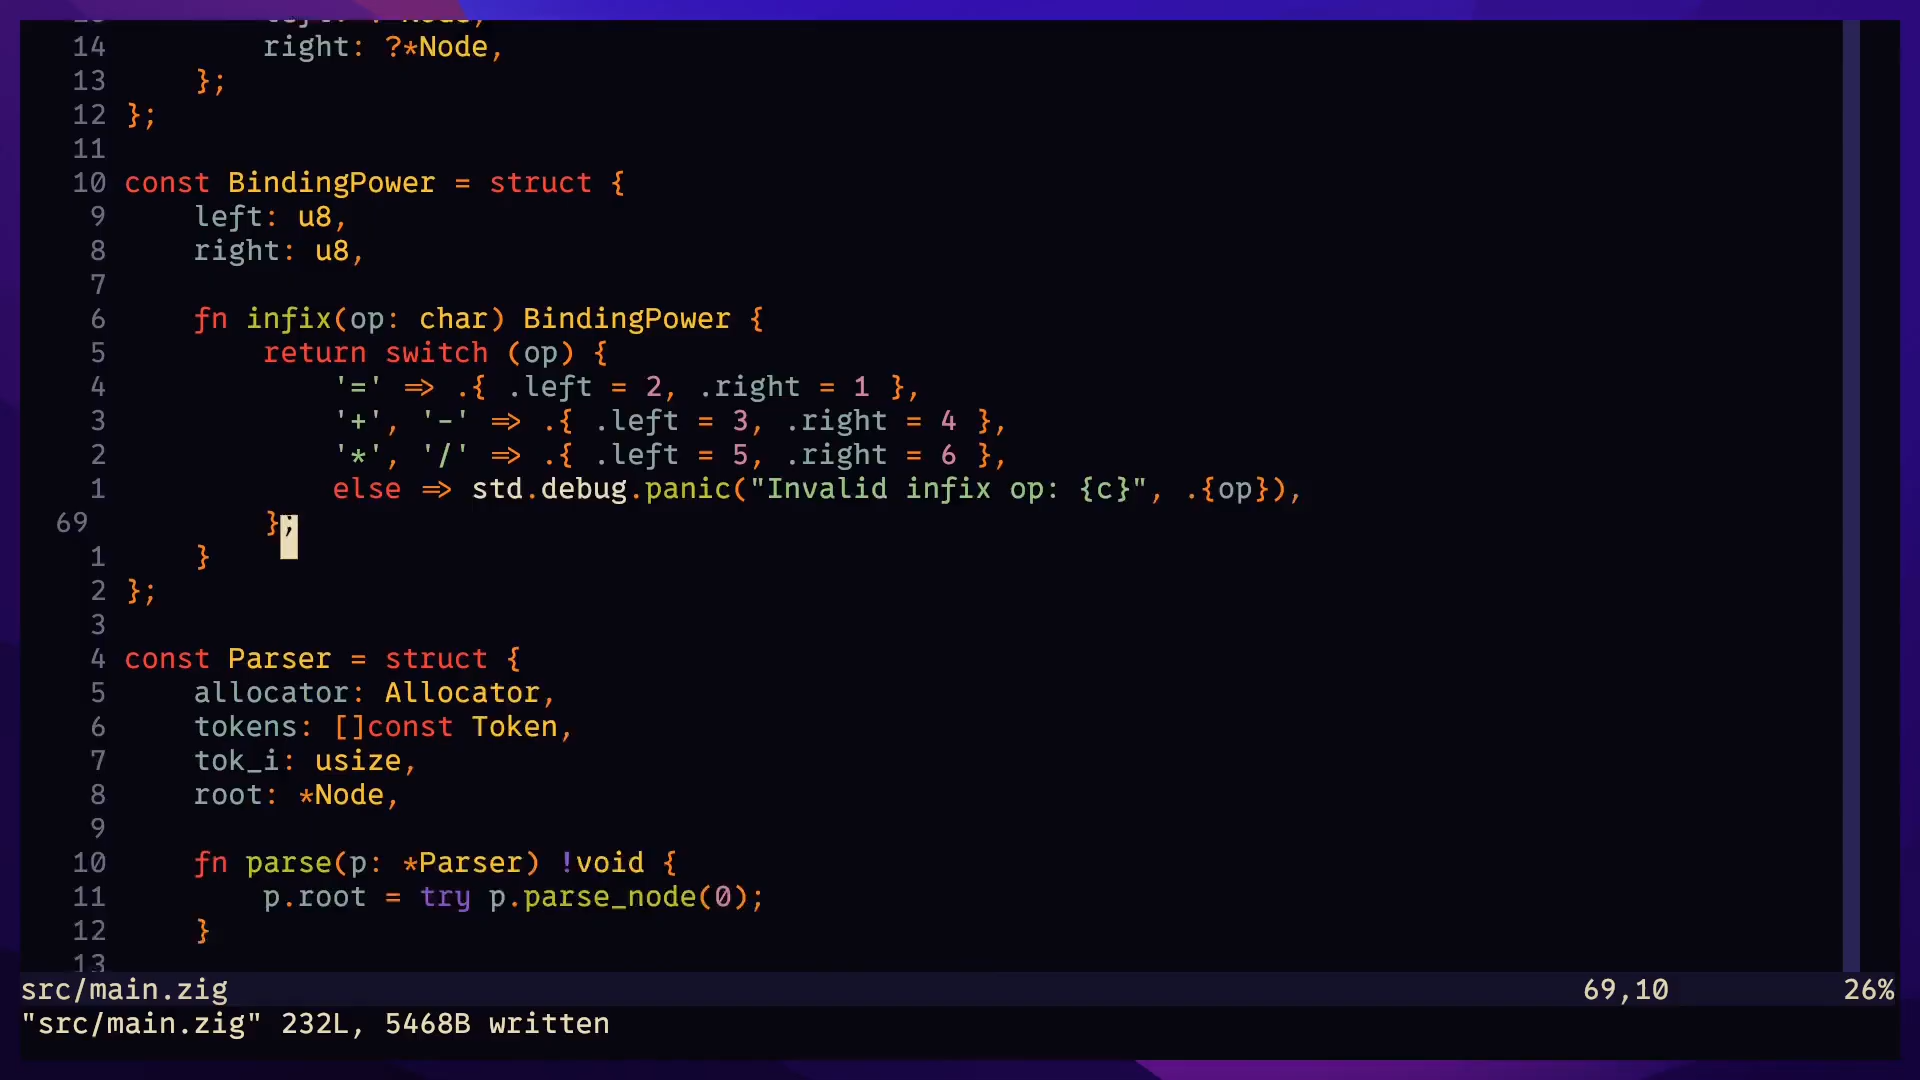 14         right: ?*Node,
13     };
12 };
11
10 const BindingPower = struct {
9     left: u8,
8     right: u8,
7
6     fn infix(op: char) BindingPower {
5         return switch (op) {
4             '=' => .{ .left = 2, .right = 1 },
3             '+', '-' => .{ .left = 3, .right = 4 },
2             '*', '/' => .{ .left = 5, .right = 6 },
1             else => std.debug.panic("Invalid infix op: {c}", .{op}),
69         };
1     }
2 };
3
4 const Parser = struct {
5     allocator: Allocator,
6     tokens: []const Token,
7     tok_i: usize,
8     root: *Node,
9
10     fn parse(p: *Parser) !void {
11         p.root = try p.parse_node(0);
12     }
13
src/main.zig 69,10 26%
"src/main.zig" 232L, 5468B written